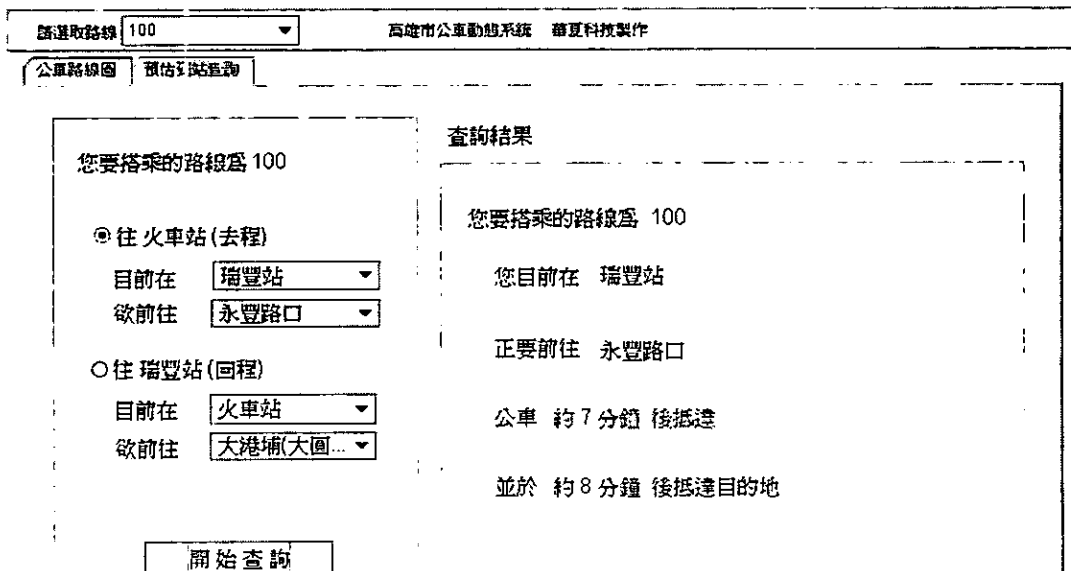 請選取路線 100 高雄市公車動態系統 華夏科技製作
公車路線圖 預估到站查詢
您要搭乘的路線為 100
往 火車站 (去程)
目前在 瑞豐站
欲前往 永豐路口
往 瑞豐站 (回程)
目前在 火車站
欲前往 大港埔(大圓...
開始查詢
查詢結果
您要搭乘的路線為 100
您目前在 瑞豐站
正要前往 永豐路口
公車 約 7 分鐘 後抵達
並於 約 8 分鐘 後抵達目的地